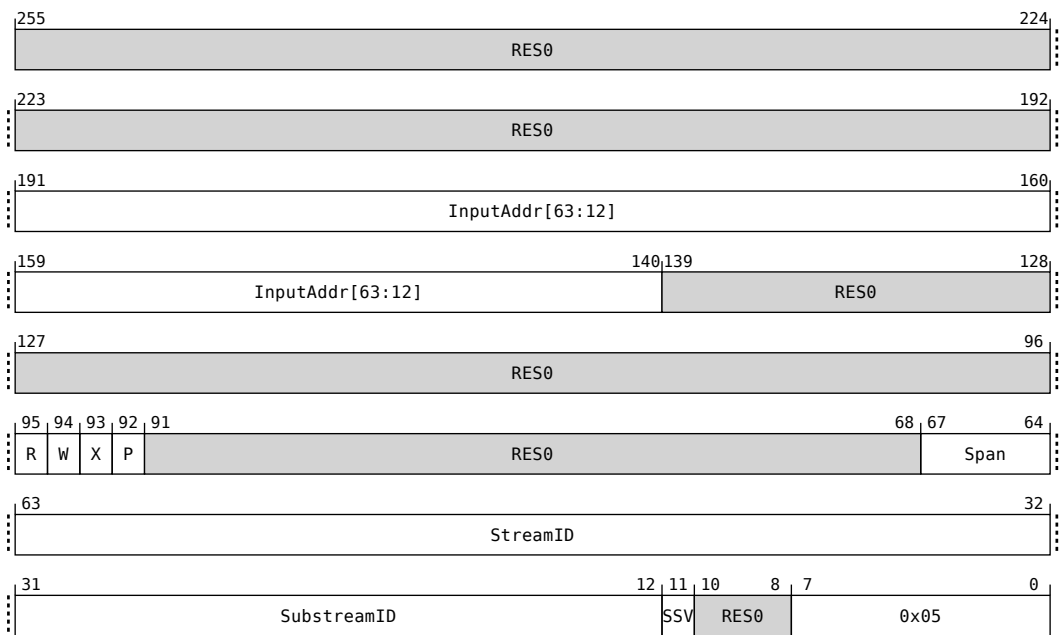 255 224
RES0
223 192
RES0
191 160
InputAddr[63:12]
159 140 139 128
InputAddr[63:12] RES0
127 96
RES0
95 94 93 92 91 68 67 64
R W X P RES0 Span
63 32
StreamID
31 12 11 10 8 7 0
SubstreamID SSV RES0 0x05